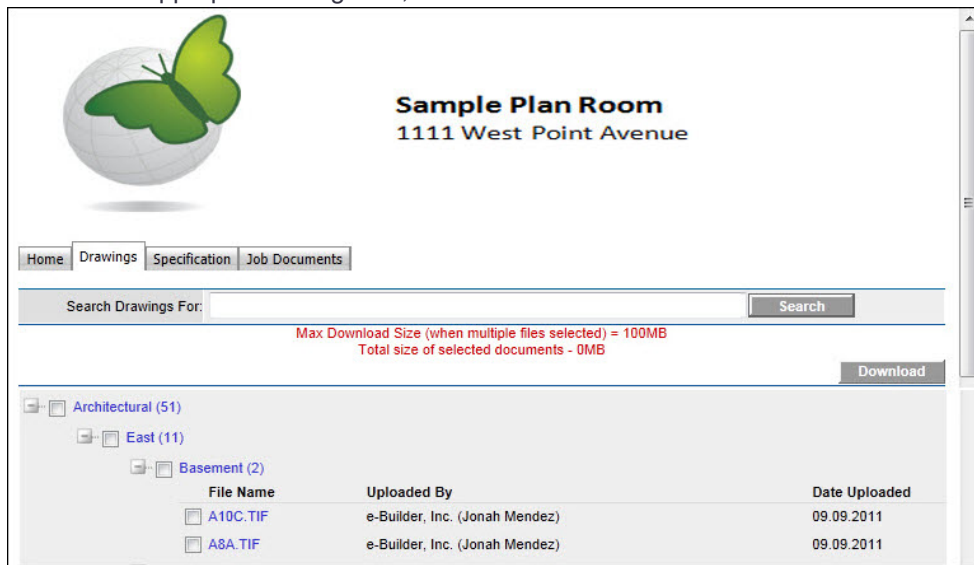 Sample Plan Room
1111 West Point Avenue
Home Drawings Specification Job Documents
Search Drawings For: Search
Max Download Size (when multiple files selected) = 100MB
Total size of selected documents - 0MB
Download
Architectural (51)
East (11)
Basement (2)
File Name Uploaded By Date Uploaded
A10C.TIF e-Builder, Inc. (Jonah Mendez) 09.09.2011
A8A.TIF e-Builder, Inc. (Jonah Mendez) 09.09.2011